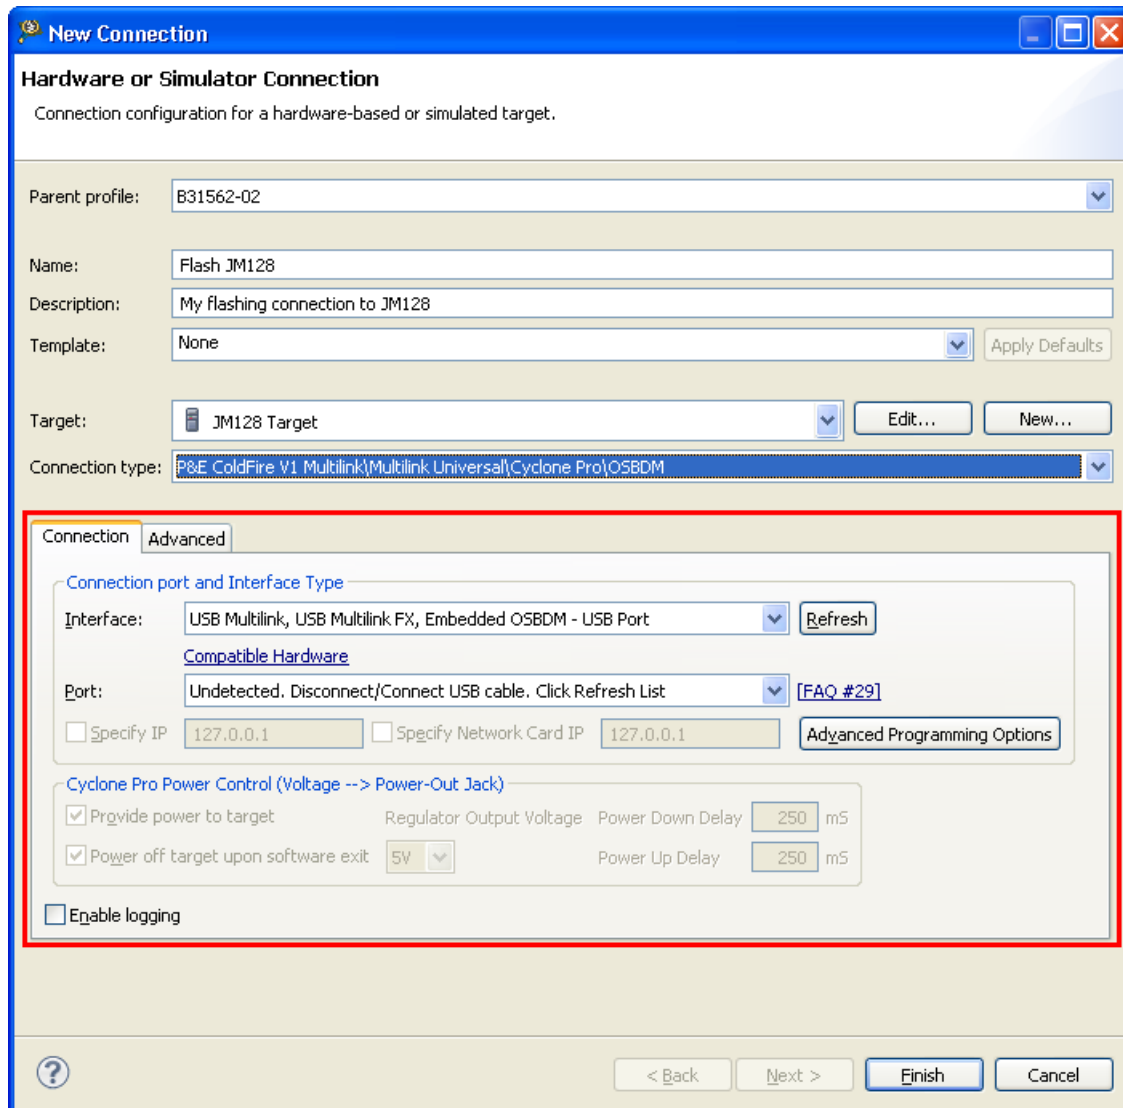 New Connection
Hardware or Simulator Connection
Connection configuration for a hardware-based or simulated target.
Parent profile: B31562-02
Name: Flash JM128
Description: My flashing connection to JM128
Template: None Apply Defaults
Target: JM128 Target Edit... New...
Connection type: P&E ColdFire V1 Multilink\Multilink Universal\Cyclone Pro\OSBDM
Connection Advanced
Connection port and Interface Type
Interface: USB Multilink, USB Multilink FX, Embedded OSBDM - USB Port Refresh
Compatible Hardware
Port: Undetected. Disconnect/Connect USB cable. Click Refresh List [FAQ #29]
Specify IP 127.0.0.1 Specify Network Card IP 127.0.0.1 Advanced Programming Options
Cyclone Pro Power Control (Voltage --> Power-Out Jack)
Provide power to target Regulator Output Voltage Power Down Delay 250 mS
Power off target upon software exit 5V Power Up Delay 250 mS
Enable logging
? < Back Next > Finish Cancel